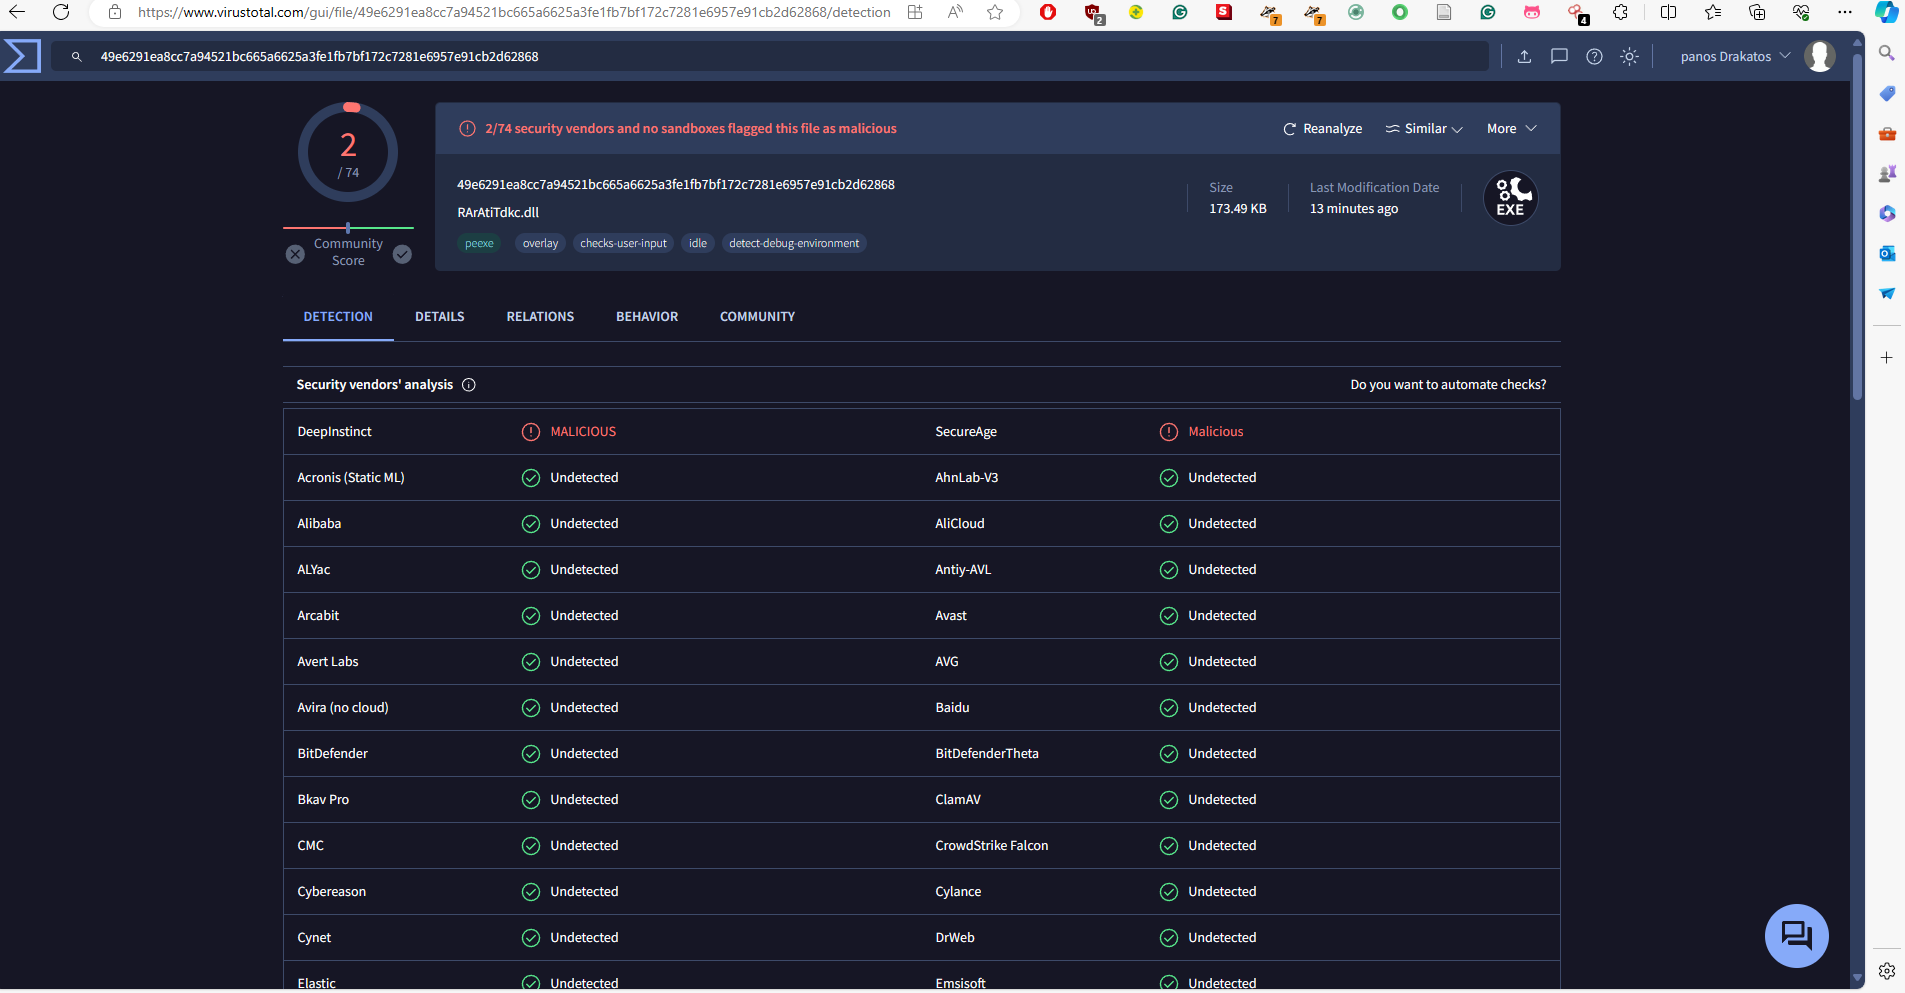 https://www.virustotal.com/gui/file/49e6291ea8cc7a94521bc665a6625a3fe1fb7bf172c7281e6957e91cb2d62868/detection
2
7
7
4
49e6291ea8cc7a94521bc665a6625a3fe1fb7bf172c7281e6957e91cb2d62868
panos Drakatos
2
/ 74
Community
Score
2/74 security vendors and no sandboxes flagged this file as malicious
Reanalyze
Similar
More
49e6291ea8cc7a94521bc665a6625a3fe1fb7bf172c7281e6957e91cb2d62868
RArAtiTdkc.dll
Size
173.49 KB
Last Modification Date
13 minutes ago
EXE
peexe
overlay
checks-user-input
idle
detect-debug-environment
DETECTION
DETAILS
RELATIONS
BEHAVIOR
COMMUNITY
Security vendors' analysis
Do you want to automate checks?
DeepInstinct MALICIOUS SecureAge Malicious
Acronis (Static ML) Undetected AhnLab-V3 Undetected
Alibaba Undetected AliCloud Undetected
ALYac Undetected Antiy-AVL Undetected
Arcabit Undetected Avast Undetected
Avert Labs Undetected AVG Undetected
Avira (no cloud) Undetected Baidu Undetected
BitDefender Undetected BitDefenderTheta Undetected
Bkav Pro Undetected ClamAV Undetected
CMC Undetected CrowdStrike Falcon Undetected
Cybereason Undetected Cylance Undetected
Cynet Undetected DrWeb Undetected
Elastic Undetected Emsisoft Undetected